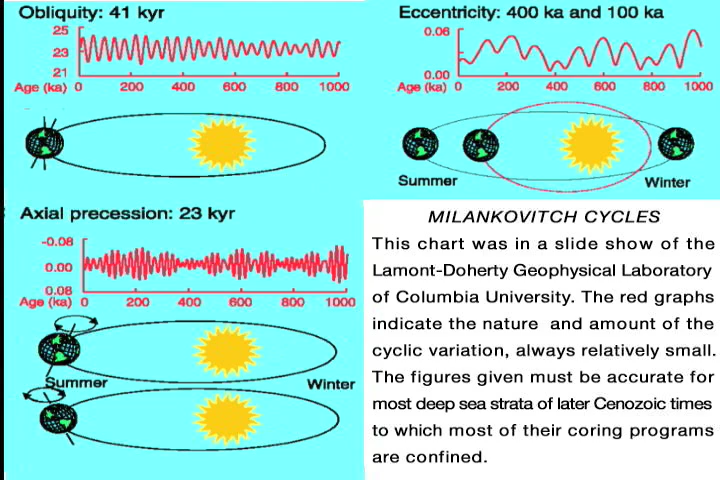 Obliquity: 41 kyr
25
23
21
Age (ka)
0 200 400 600 800 1000
Eccentricity: 400 ka and 100 ka
0.06
0.00
Age (ka)
0 200 400 600 800 1000
Summer
Winter
Axial precession: 23 kyr
-0.08
0.00
0.08
Age (ka)
0 200 400 600 800 1000
Summer
Winter
MILANKOVITCH CYCLES
This chart was in a slide show of the
Lamont-Doherty Geophysical Laboratory
of Columbia University. The red graphs
indicate the nature and amount of the
cyclic variation, always relatively small.
The figures given must be accurate for
most deep sea strata of later Cenozoic times
to which most of their coring programs
are confined.